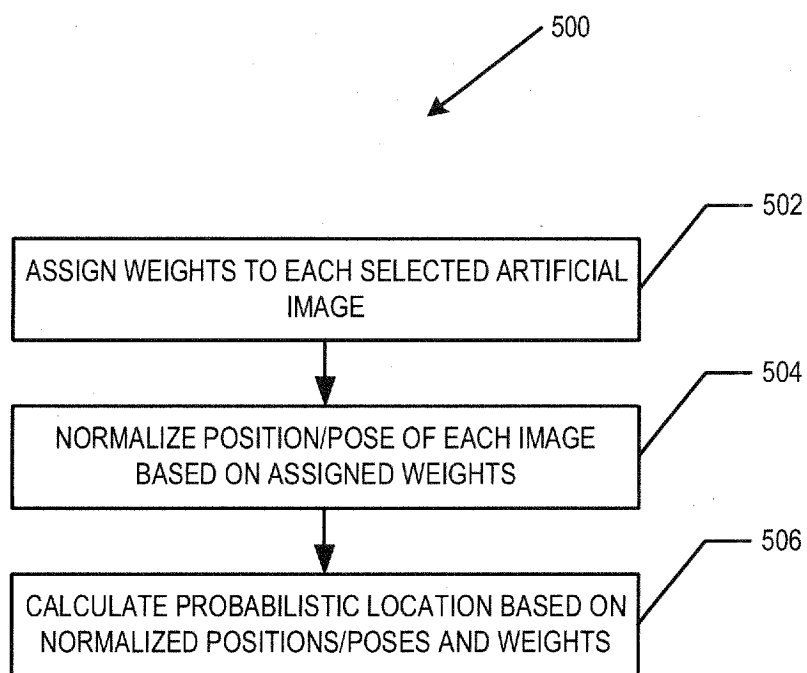 500
502
ASSIGN WEIGHTS TO EACH SELECTED ARTIFICIAL
IMAGE
504
NORMALIZE POSITION/POSE OF EACH IMAGE
BASED ON ASSIGNED WEIGHTS
506
CALCULATE PROBABILISTIC LOCATION BASED ON
NORMALIZED POSITIONS/POSES AND WEIGHTS